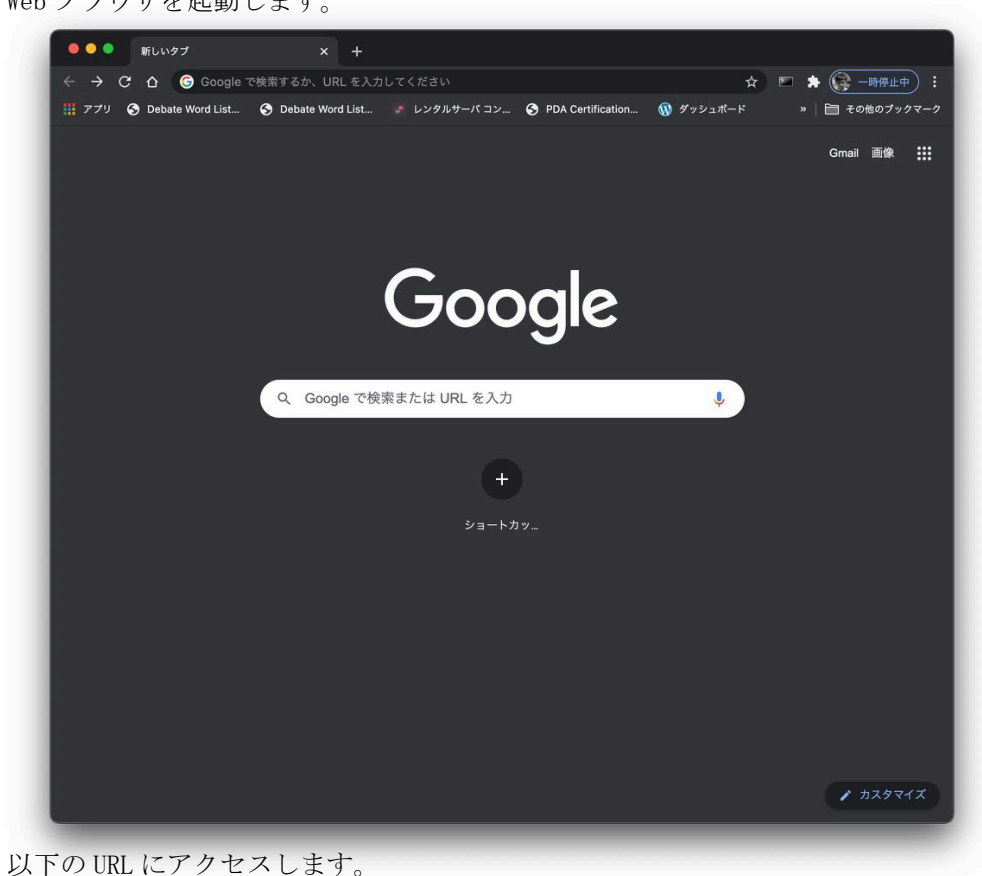 Webブラウザを起動します。
新しいタブ
Google で検索するか、URL を入力してください
一時停止中
アプリ Debate Word List... Debate Word List... レンタルサーバ コン... PDA Certification... ダッシュボード » その他のブックマーク
Gmail 画像
Google
Google で検索または URL を入力
ショートカッ...
カスタマイズ
以下の URL にアクセスします。